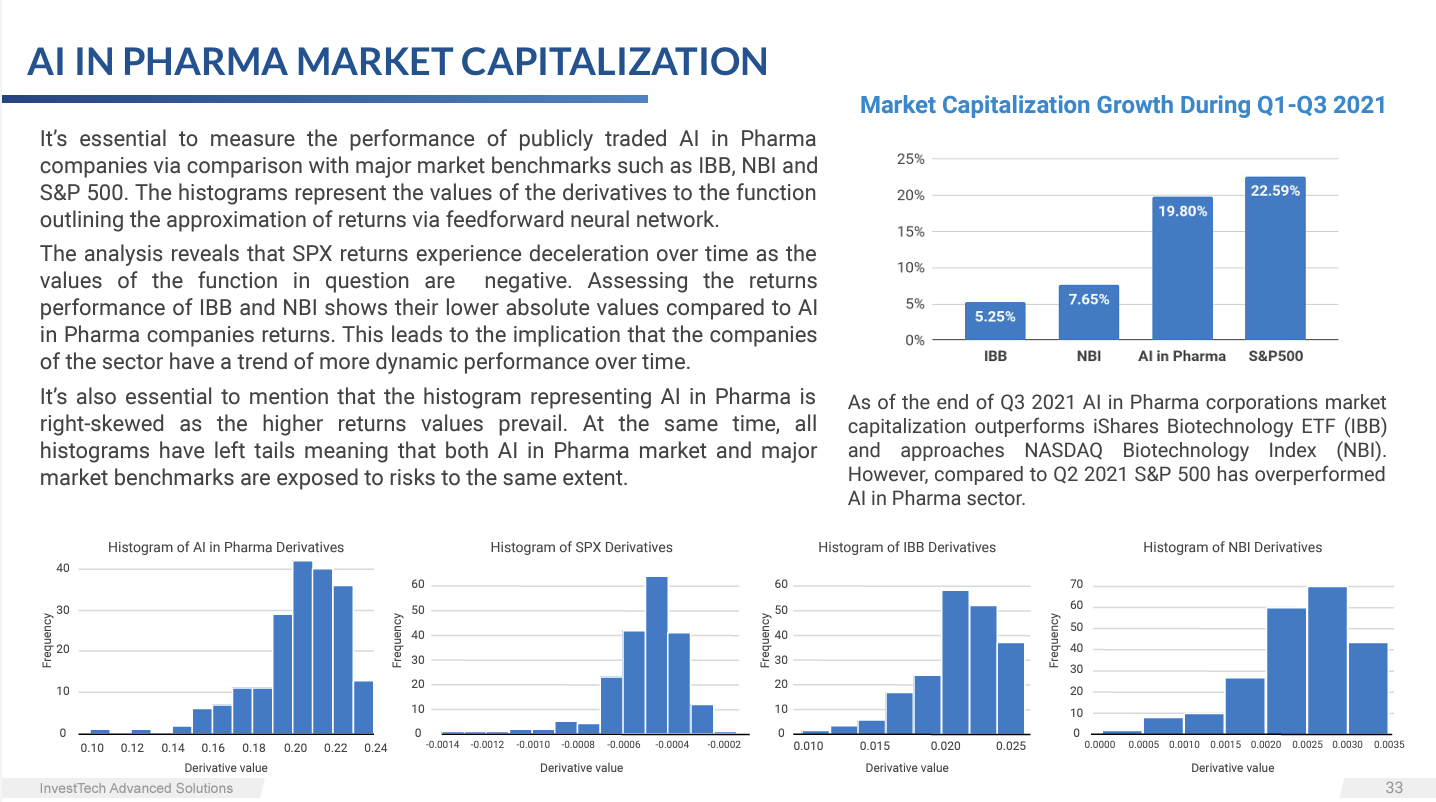 AI IN PHARMA MARKET CAPITALIZATION
It's essential to measure the performance of publicly traded AI in Pharma
companies via comparison with major market benchmarks such as IBB, NBI and
S&P 500. The histograms represent the values of the derivatives to the function
outlining the approximation of returns via feedforward neural network.
The analysis reveals that SPX returns experience deceleration over time as the
values of the function in question are negative. Assessing the returns
performance of IBB and NBI shows their lower absolute values compared to AI
in Pharma companies returns. This leads to the implication that the companies
of the sector have a trend of more dynamic performance over time.
It's also essential to mention that the histogram representing AI in Pharma is
right-skewed as the higher returns values prevail. At the same time, all
histograms have left tails meaning that both AI in Pharma market and major
market benchmarks are exposed to risks to the same extent.
Market Capitalization Growth During Q1-Q3 2021
25%
20%
15%
10%
5%
0%
5.25%
7.65%
19.80%
22.59%
IBB NBI AI in Pharma S&P500
As of the end of Q3 2021 AI in Pharma corporations market
capitalization outperforms iShares Biotechnology ETF (IBB)
and approaches NASDAQ Biotechnology Index (NBI).
However, compared to Q2 2021 S&P 500 has overperformed
AI in Pharma sector.
Histogram of AI in Pharma Derivatives
Frequency
40
30
20
10
0
0.10 0.12 0.14 0.16 0.18 0.20 0.22 0.24
Derivative value
Histogram of SPX Derivatives
Frequency
60
50
40
30
20
10
0
-0.0014 -0.0012 -0.0010 -0.0008 -0.0006 -0.0004 -0.0002
Derivative value
Histogram of IBB Derivatives
Frequency
60
50
40
30
20
10
0
0.010 0.015 0.020 0.025
Derivative value
Histogram of NBI Derivatives
Frequency
70
60
50
40
30
20
10
0
0.0000 0.0005 0.0010 0.0015 0.0020 0.0025 0.0030 0.0035
Derivative value
InvestTech Advanced Solutions
33